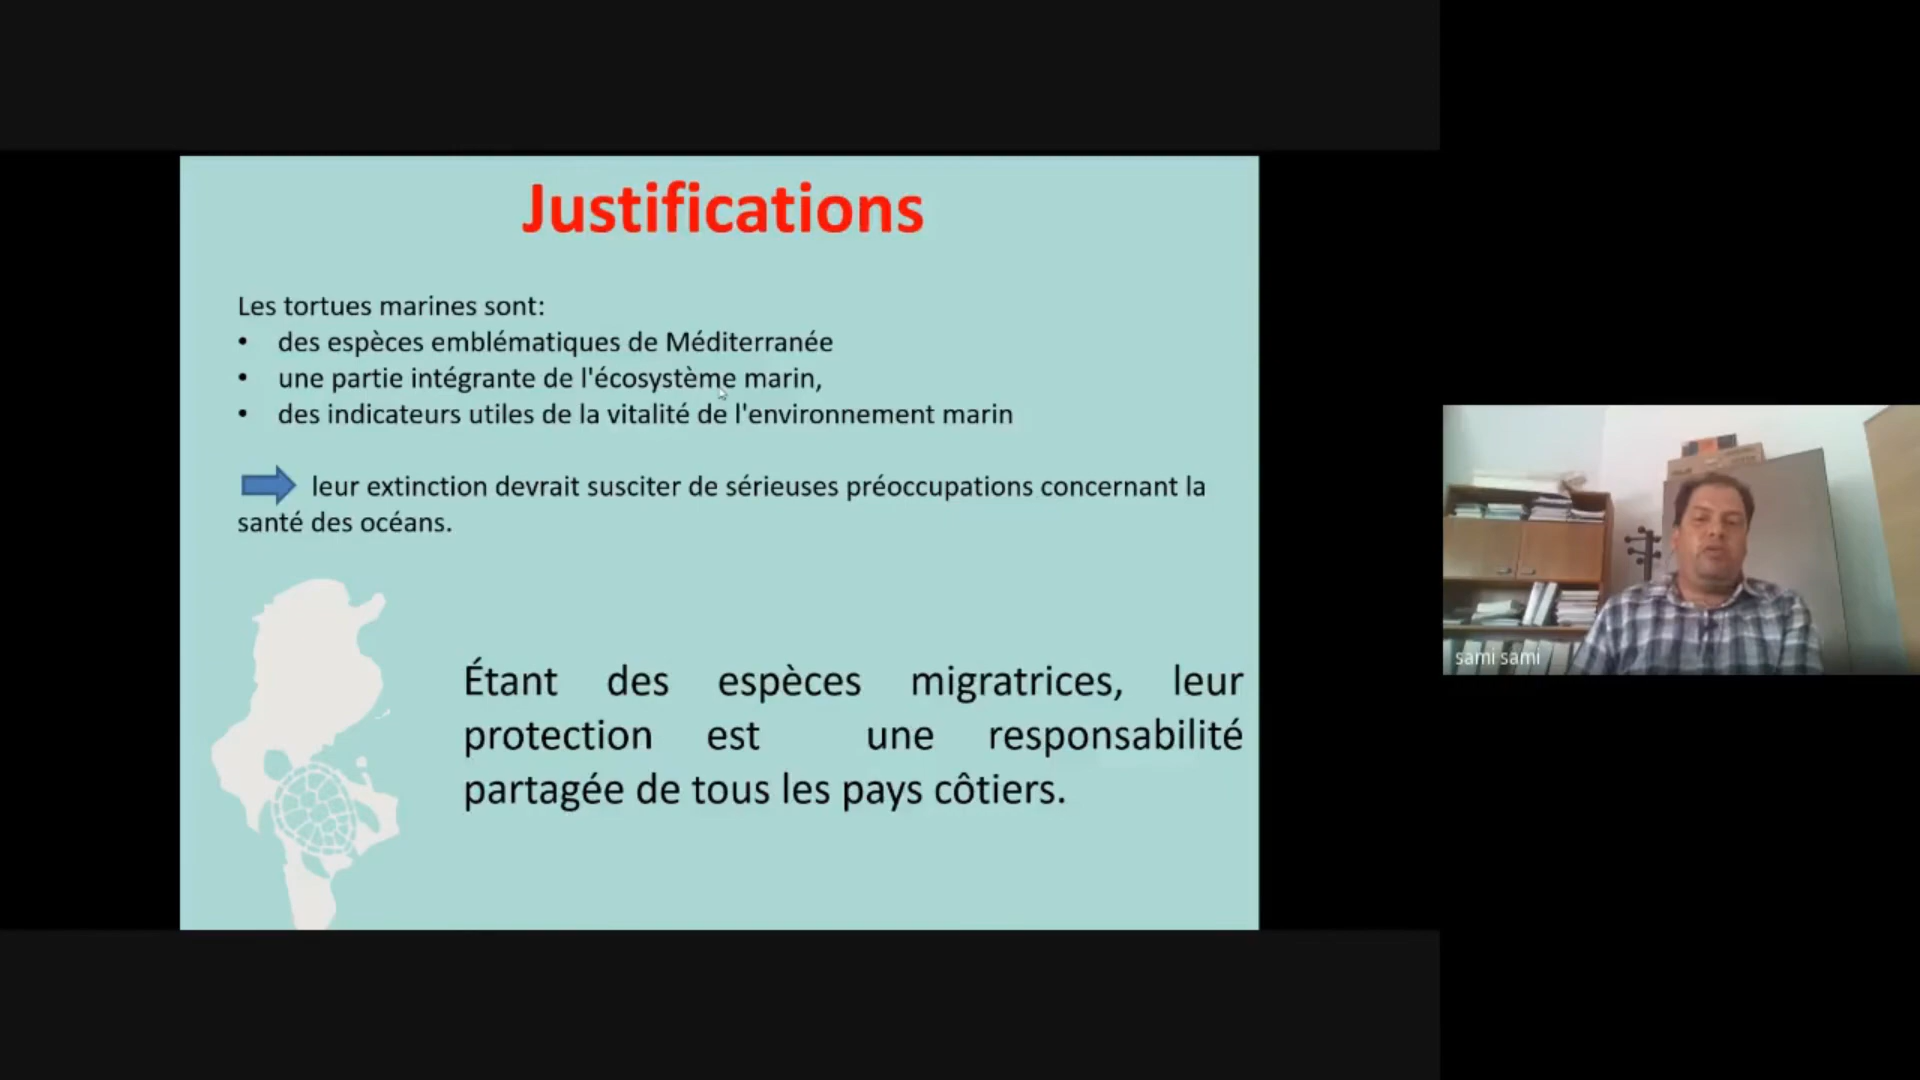 Justifications
Les tortues marines sont:
• des espèces emblématiques de Méditerranée
• une partie intégrante de l'écosystème marin,
• des indicateurs utiles de la vitalité de l'environnement marin
leur extinction devrait susciter de sérieuses préoccupations concernant la
santé des océans.
Étant des espèces migratrices, leur
protection est une responsabilité
partagée de tous les pays côtiers.
sami sami